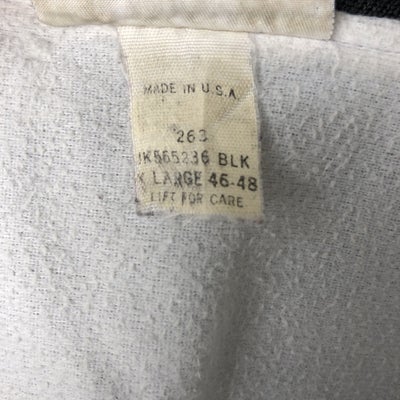 MADE IN U.S.A.
263
JK565236 BLK
X LARGE 46-48
LIFT FOR CARE